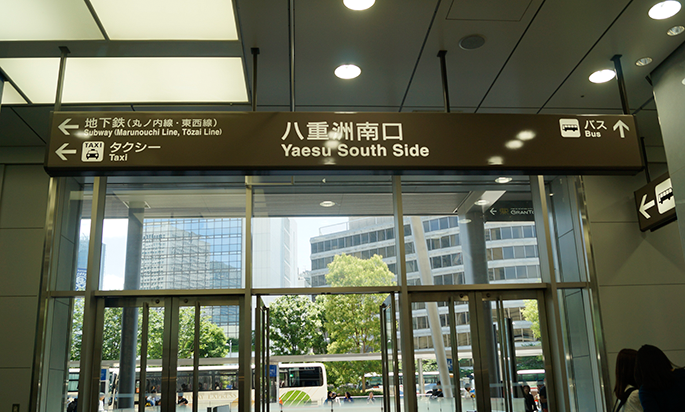 地下鉄（丸ノ内線・東西線）
Subway (Marunouchi Line, Tōzai Line)
TAXI
タクシー
Taxi
八重洲南口
Yaesu South Side
バス
Bus